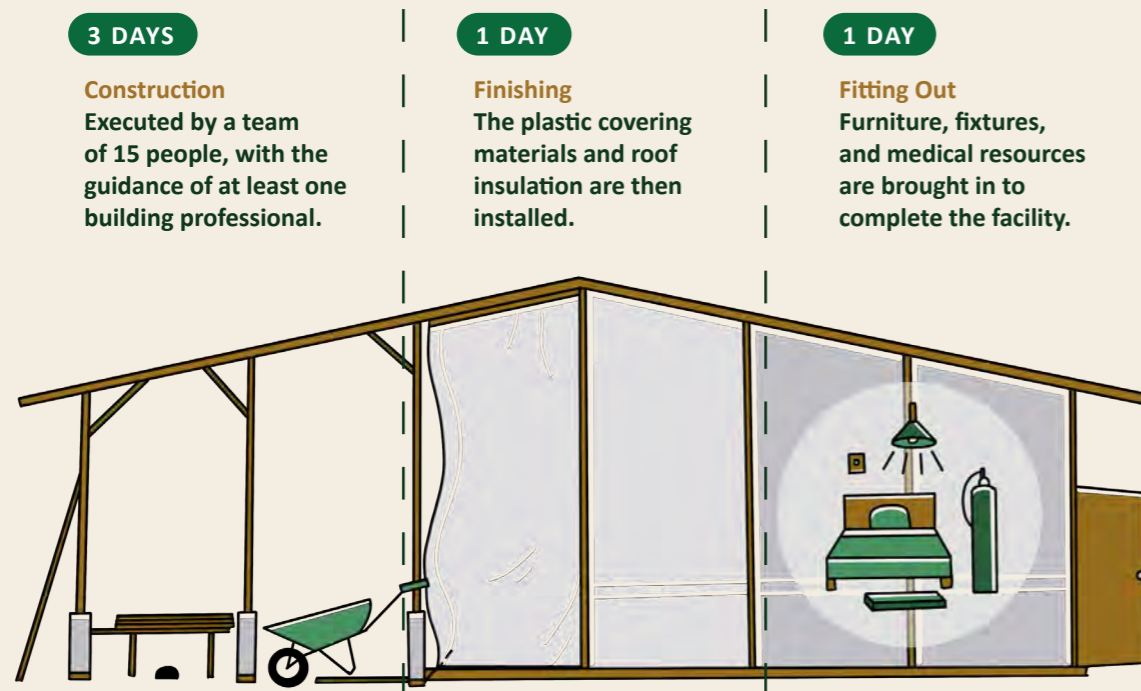 3 DAYS
Construction
Executed by a team
of 15 people, with the
guidance of at least one
building professional.
1 DAY
Finishing
The plastic covering
materials and roof
insulation are then
installed.
1 DAY
Fitting Out
Furniture, fixtures,
and medical resources
are brought in to
complete the facility.